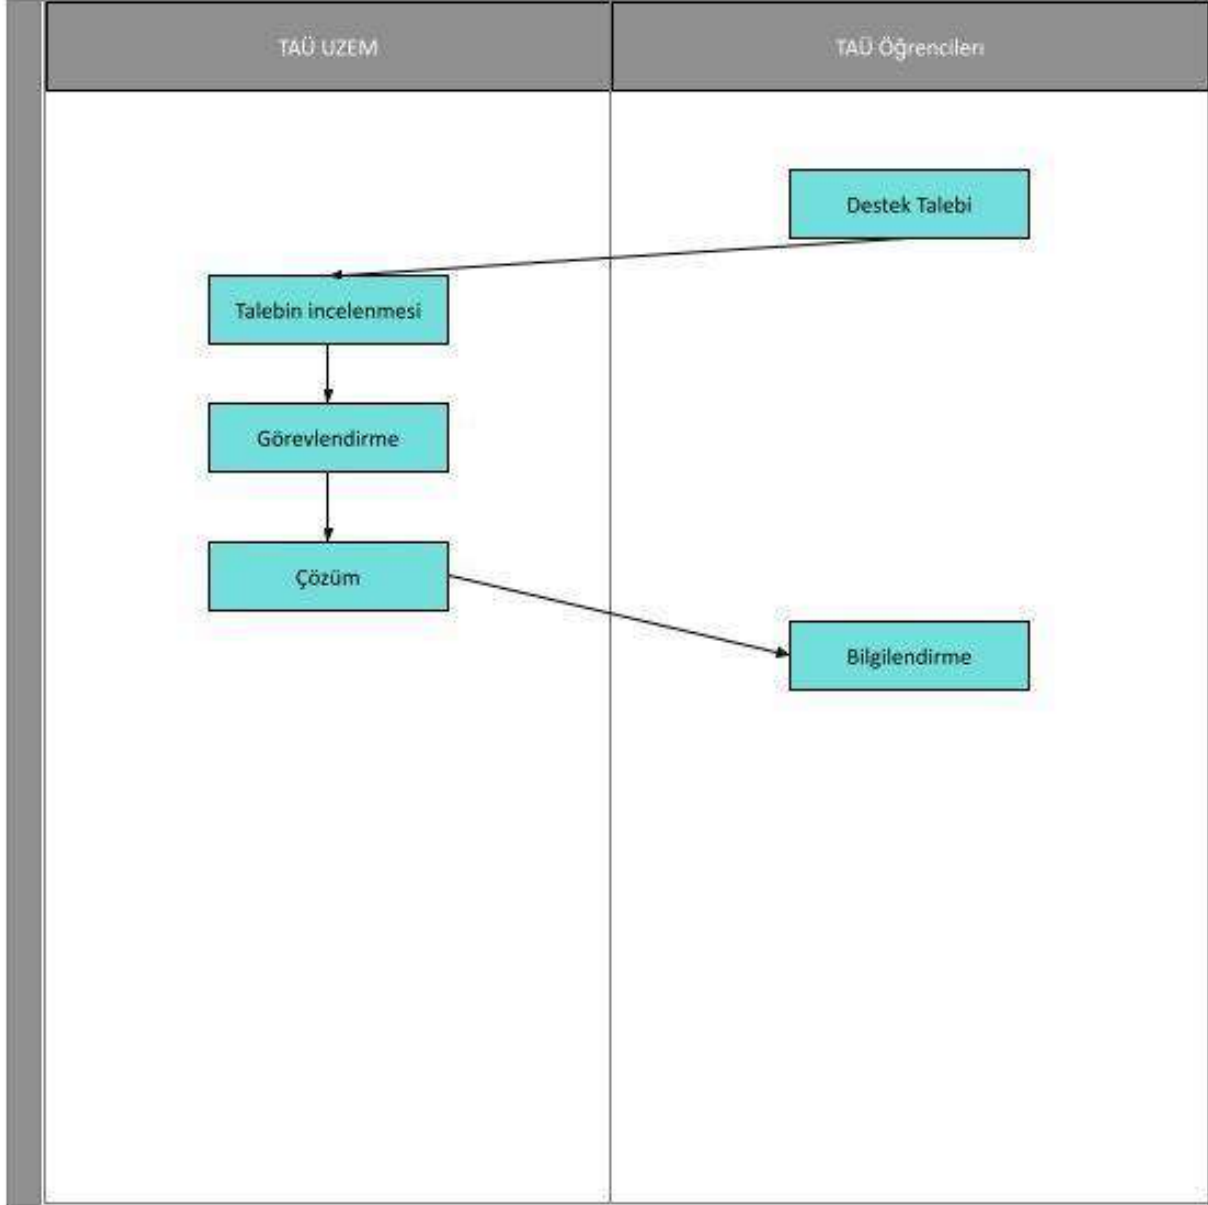 TAÜ UZEM
TAÜ Öğrencileri
Destek Talebi
Talebin incelenmesi
Görevlendirme
Çözüm
Bilgilendirme